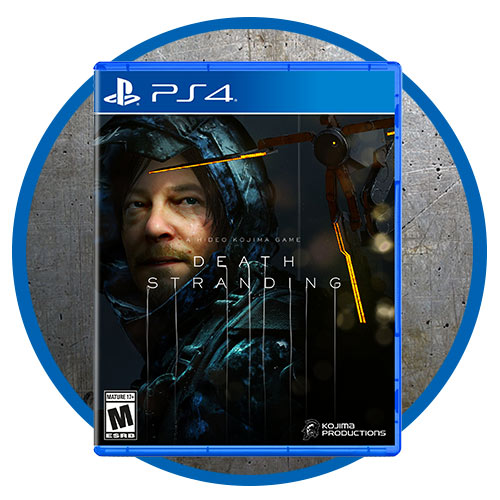 PS4
A HIDEO KOJIMA GAME
DEATH
STRANDING
MATURE 17+
M
ESRB
KOJIMA
PRODUCTIONS